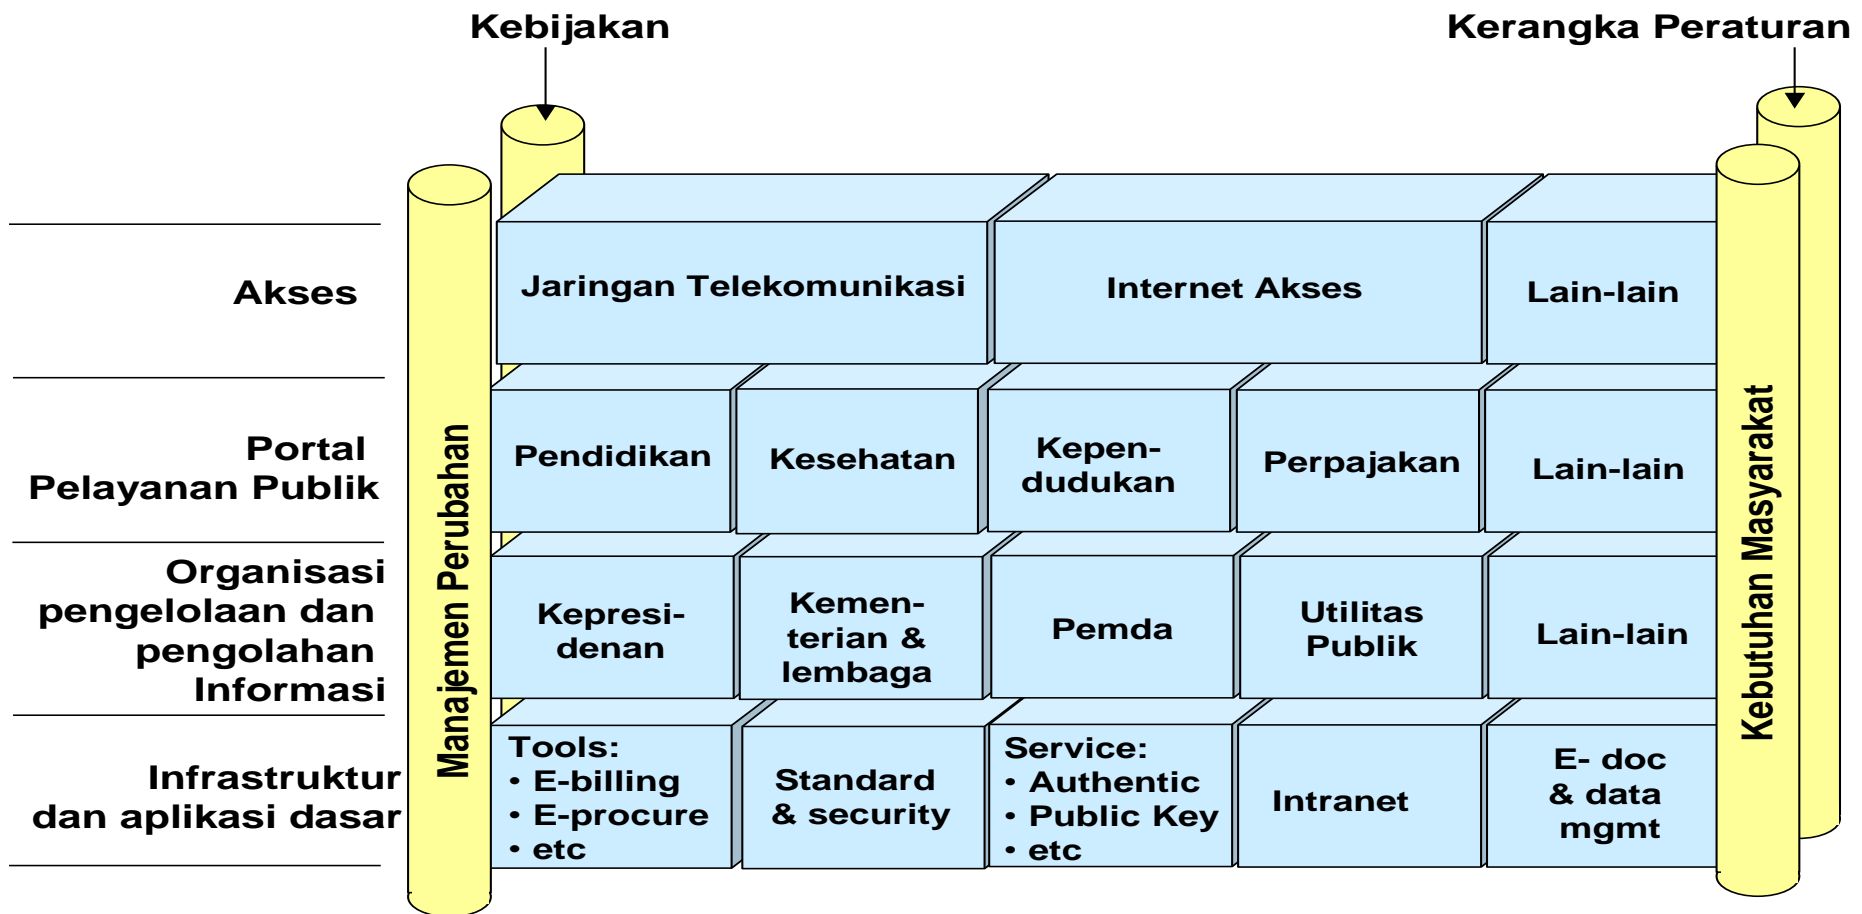 Kebijakan
Kerangka Peraturan
Akses
Jaringan Telekomunikasi
Internet Akses
Lain-lain
Portal
Pelayanan Publik
Pendidikan
Kesehatan
Kepen-
dudukan
Perpajakan
Lain-lain
Organisasi
pengelolaan dan
pengolahan
Informasi
Kepresi-
denan
Kemen-
terian &
lembaga
Pemda
Utilitas
Publik
Lain-lain
Infrastruktur
dan aplikasi dasar
Tools:
• E-billing
• E-procure
• etc
Standard
& security
Service:
• Authentic
• Public Key
• etc
Intranet
E- doc
& data
mgmt
Manajemen Perubahan
Kebutuhan Masyarakat